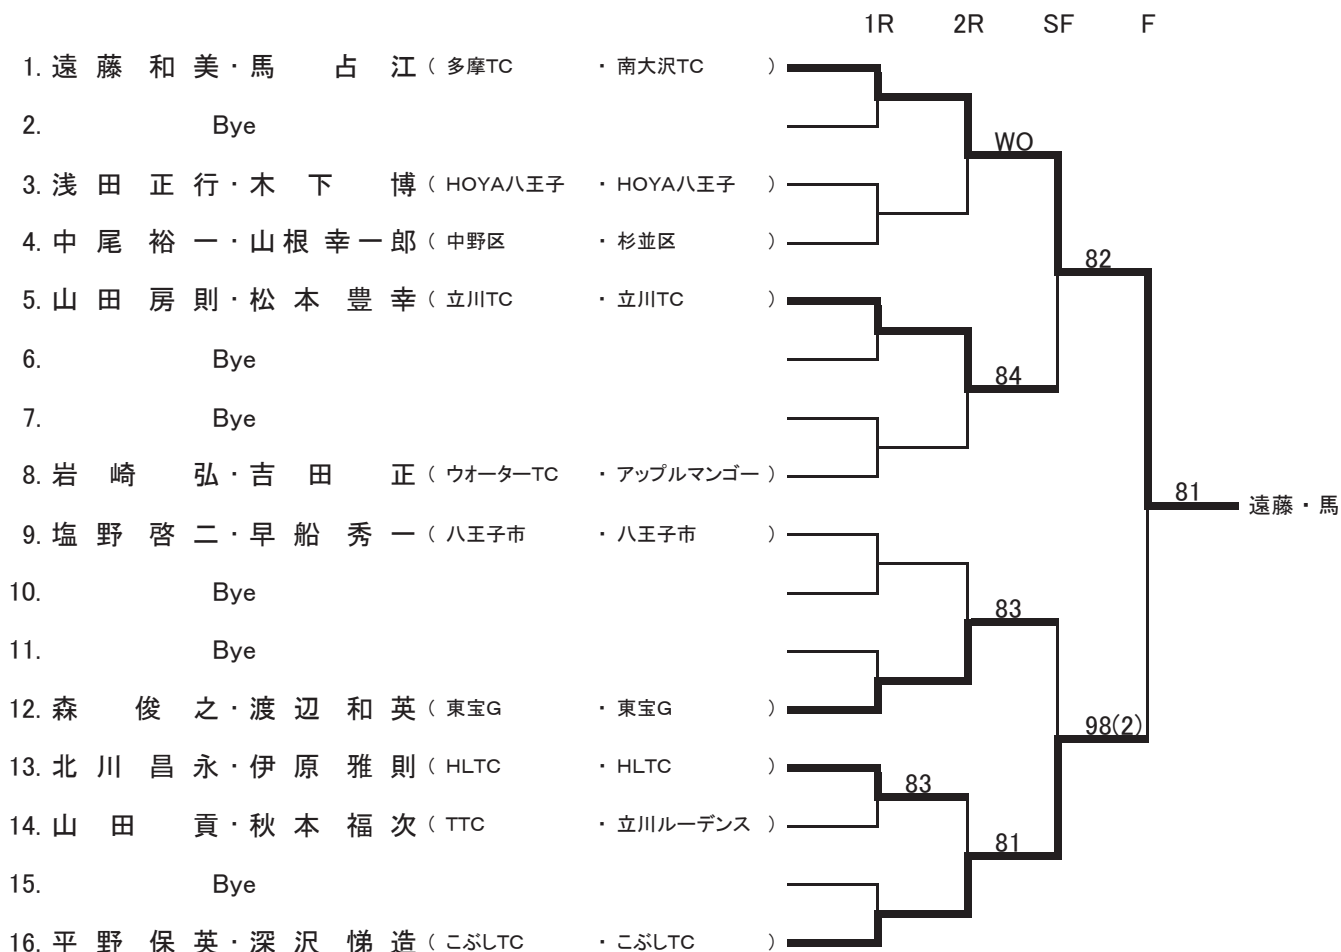 1R 2R SF F
1. 遠藤和美・馬 占江 ( 多摩TC ・ 南大沢TC )
2. Bye
WO
3. 浅田正行・木下 博 ( HOYA八王子 ・ HOYA八王子 )
4. 中尾裕一・山根幸一郎 ( 中野区 ・ 杉並区 )
82
5. 山田房則・松本豊幸 ( 立川TC ・ 立川TC )
6. Bye
84
7. Bye
8. 岩崎 弘・吉田 正 ( ウオーターTC ・ アップルマンゴー )
81
遠藤・馬
9. 塩野啓二・早船秀一 ( 八王子市 ・ 八王子市 )
10. Bye
83
11. Bye
12. 森 俊之・渡辺和英 ( 東宝G ・ 東宝G )
98(2)
13. 北川昌永・伊原雅則 ( HLTC ・ HLTC )
83
14. 山田 貢・秋本福次 ( TTC ・ 立川ルーデンス )
81
15. Bye
16. 平野保英・深沢悌造 ( こぶしTC ・ こぶしTC )